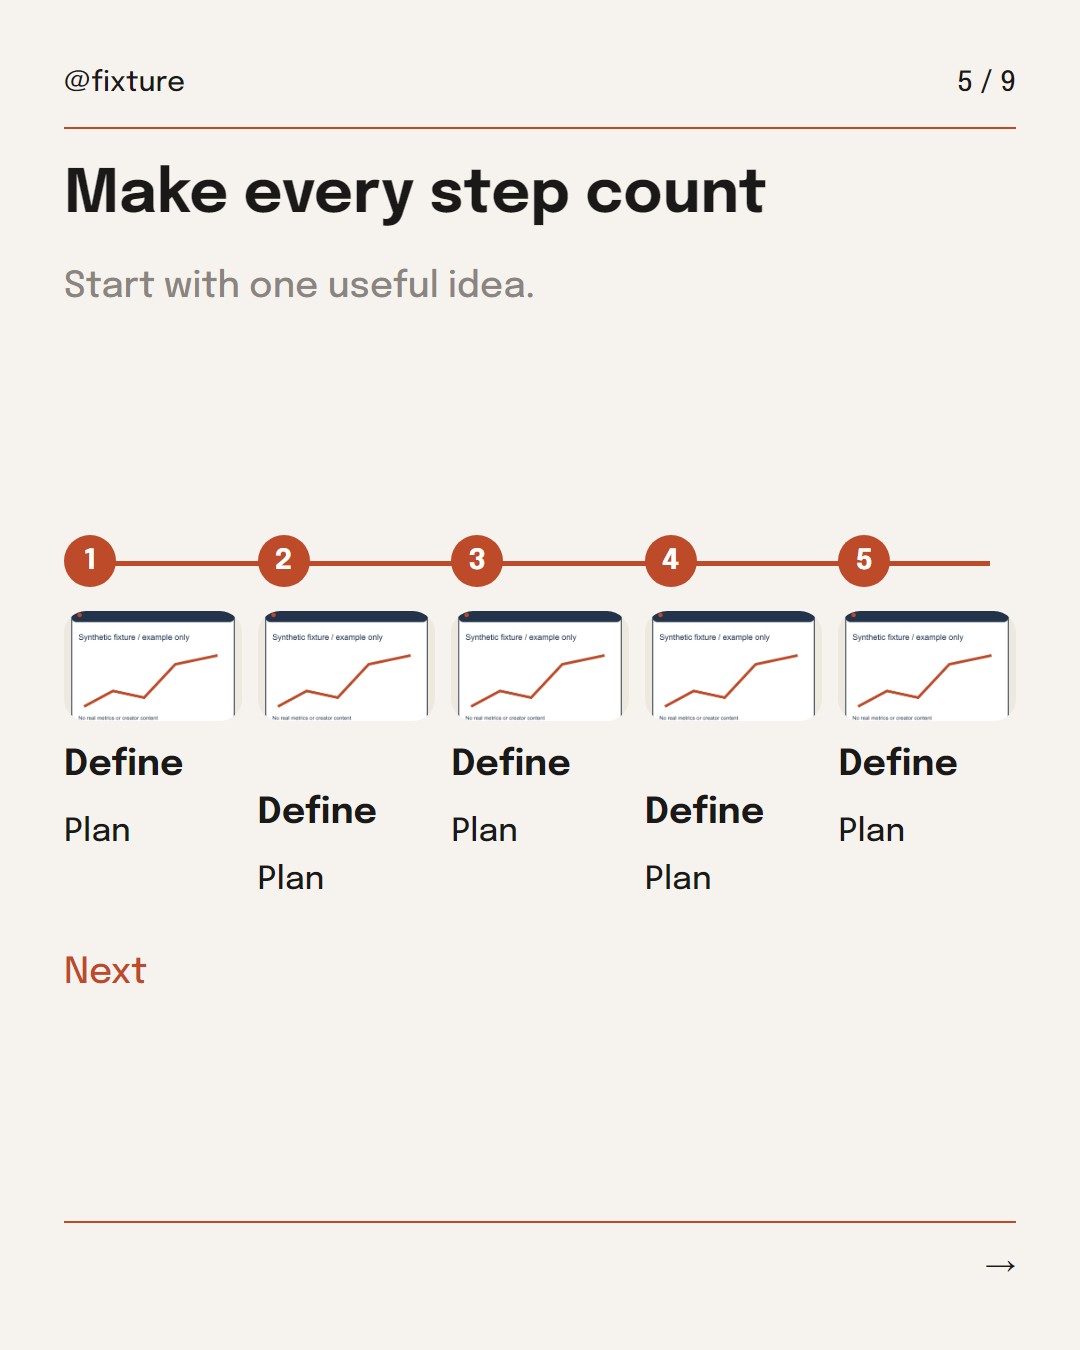 @fixture
5 / 9
Make every step count
Start with one useful idea.
1 2 3 4 5
Synthetic fixture / example only
No real metrics or creator content
Synthetic fixture / example only
No real metrics or creator content
Synthetic fixture / example only
No real metrics or creator content
Synthetic fixture / example only
No real metrics or creator content
Synthetic fixture / example only
No real metrics or creator content
Define
Plan
Define
Plan
Define
Plan
Define
Plan
Define
Plan
Next
→